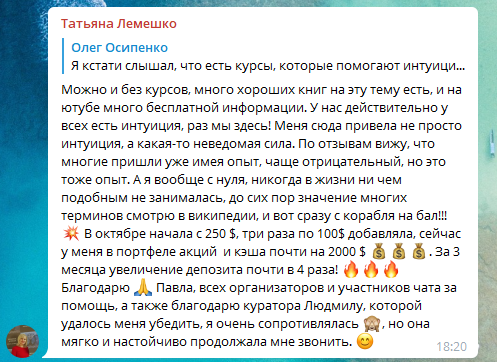 Татьяна Лемешко
Олег Осипенко
Я кстати слышал, что есть курсы, которые помогают интуици...
Можно и без курсов, много хороших книг на эту тему есть, и на
ютубе много бесплатной информации. У нас действительно у
всех есть интуиция, раз мы здесь! Меня сюда привела не просто
интуиция, а какая-то неведомая сила. По отзывам вижу, что
многие пришли уже имея опыт, чаще отрицательный, но это
тоже опыт. А я вообще с нуля, никогда в жизни ни чем
подобным не занималась, до сих пор значение многих
терминов смотрю в википедии, и вот сразу с корабля на бал!!!
💥 В октябре начала с 250 $, три раза по 100$ добавляла, сейчас
у меня в портфеле акций и кэша почти на 2000 $ 💰 💰 💰 . За 3
месяца увеличение депозита почти в 4 раза! 🔥 🔥 🔥
Благодарю 🙏 Павла, всех организаторов и участников чата за
помощь, а также благодарю куратора Людмилу, которой
удалось меня убедить, я очень сопротивлялась 🙈, но она
мягко и настойчиво продолжала мне звонить. 😊
18:20